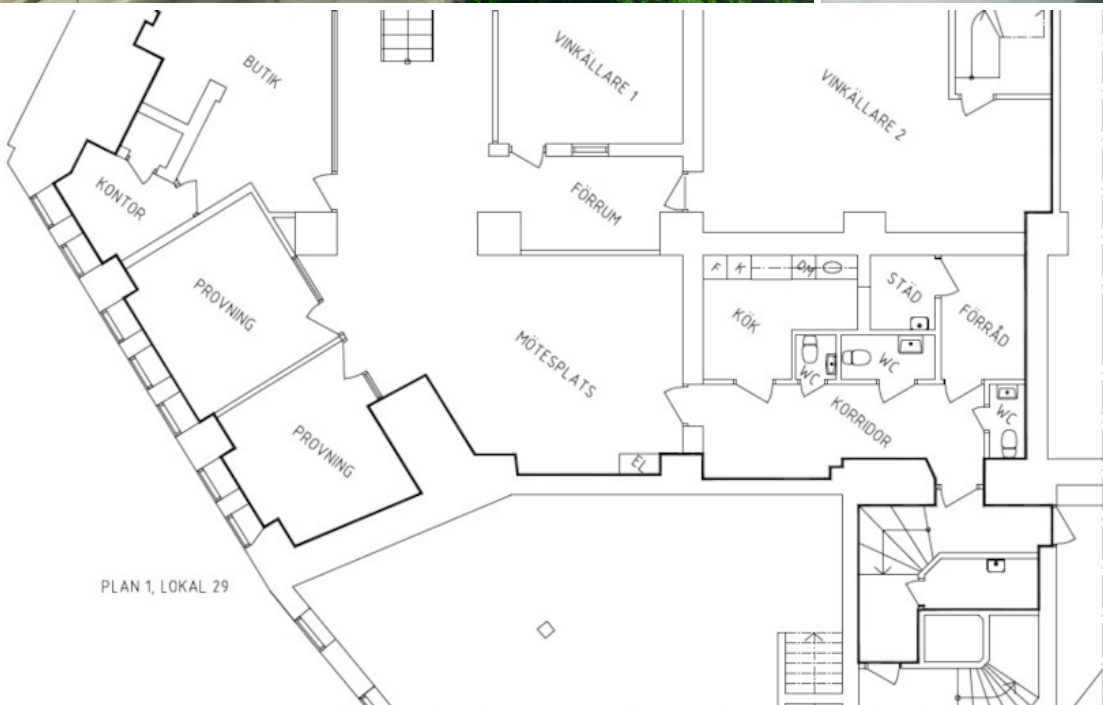 BUTIK
VINKÄLLARE 1
VINKÄLLARE 2
KONTOR
FÖRRUM
PROVNING
F K DM
STÄD
KÖK
FÖRRÅD
MÖTESPLATS
WC
WC
WC
KORRIDOR
PROVNING
EL
PLAN 1, LOKAL 29